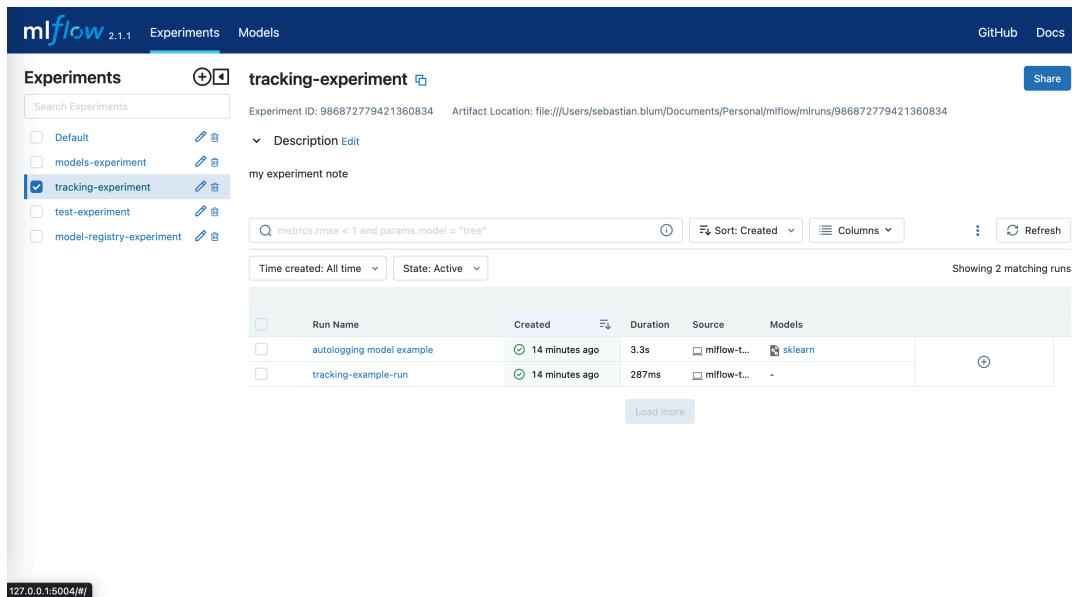 mlflow 2.1.1 Experiments Models GitHub Docs
Experiments
Search Experiments
Default
models-experiment
tracking-experiment
test-experiment
model-registry-experiment
tracking-experiment
Share
Experiment ID: 986872779421360834 Artifact Location: file:///Users/sebastian.blum/Documents/Personal/mlflow/mlruns/986872779421360834
Description Edit
my experiment note
metrics.rmse < 1 and params.model = "tree"
Sort: Created
Columns
Refresh
Time created: All time
State: Active
Showing 2 matching runs
Run Name Created Duration Source Models
autologging model example 14 minutes ago 3.3s mlflow-t... sklearn
tracking-example-run 14 minutes ago 287ms mlflow-t... -
Load more
127.0.0.1:5004/#/